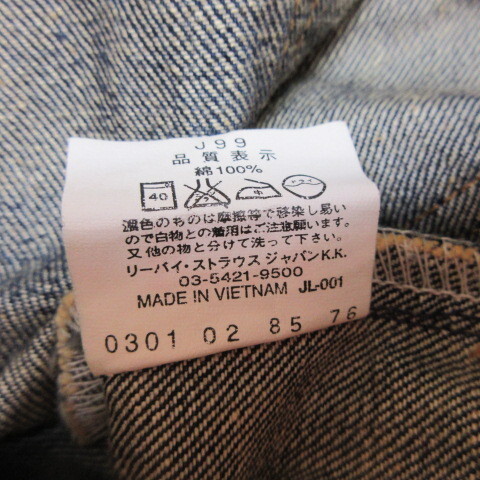 J99
品質表示
綿100%
40
濃色のものは摩擦等で移染し易い
ので白物との着用はご注意願います。
又他の物と分けて洗って下さい。
リーバイ・ストラウス ジャパンK.K.
03-5421-9500
MADE IN VIETNAM JL-001
0301 02 85 76